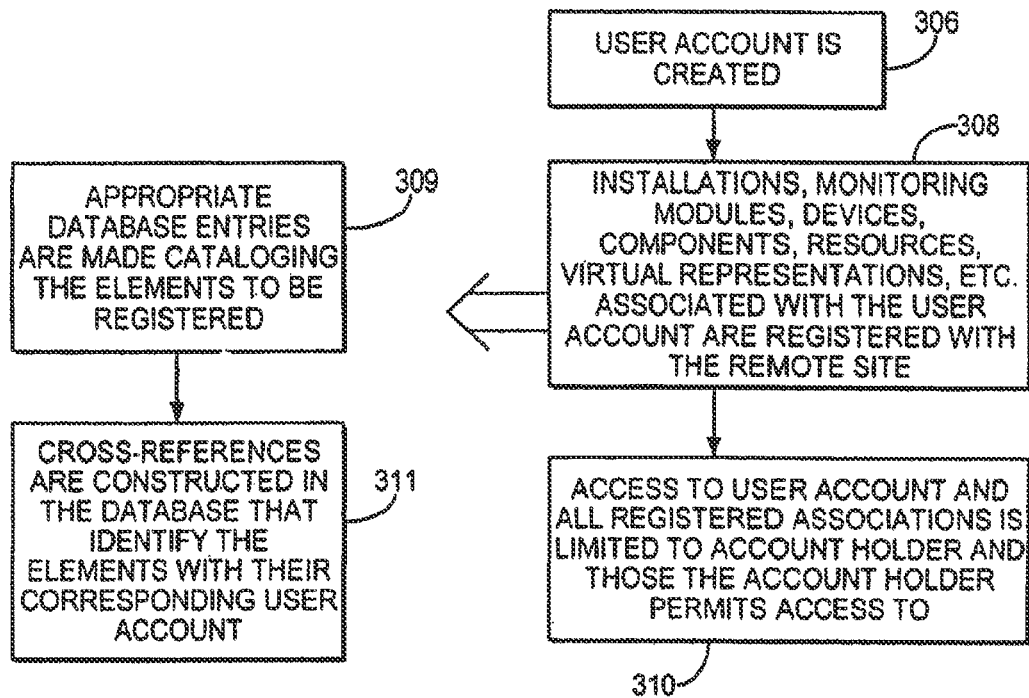 USER ACCOUNT IS
CREATED
306
308
INSTALLATIONS, MONITORING
MODULES, DEVICES,
COMPONENTS, RESOURCES,
VIRTUAL REPRESENTATIONS, ETC.
ASSOCIATED WITH THE USER
ACCOUNT ARE REGISTERED WITH
THE REMOTE SITE
309
APPROPRIATE
DATABASE ENTRIES
ARE MADE CATALOGING
THE ELEMENTS TO BE
REGISTERED
CROSS-REFERENCES
ARE CONSTRUCTED IN
THE DATABASE THAT
IDENTIFY THE
ELEMENTS WITH THEIR
CORRESPONDING USER
ACCOUNT
311
ACCESS TO USER ACCOUNT AND
ALL REGISTERED ASSOCIATIONS IS
LIMITED TO ACCOUNT HOLDER AND
THOSE THE ACCOUNT HOLDER
PERMITS ACCESS TO
310